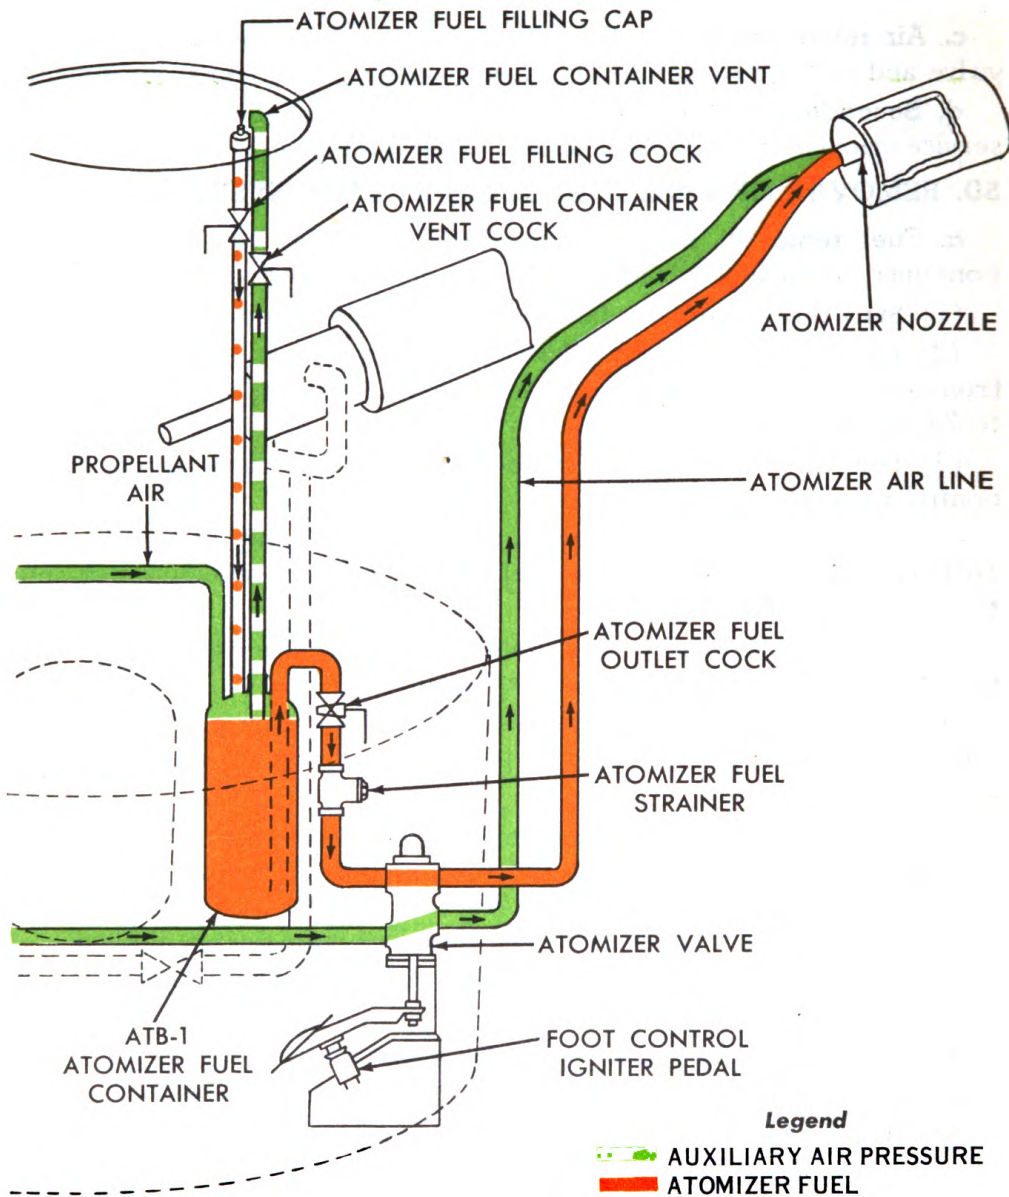 ATOMIZER FUEL FILLING CAP
ATOMIZER FUEL CONTAINER VENT
ATOMIZER FUEL FILLING COCK
ATOMIZER FUEL CONTAINER
VENT COCK
ATOMIZER NOZZLE
PROPELLANT
AIR
ATOMIZER AIR LINE
ATOMIZER FUEL
OUTLET COCK
ATOMIZER FUEL
STRAINER
ATOMIZER VALVE
ATB-1
ATOMIZER FUEL
CONTAINER
FOOT CONTROL
IGNITER PEDAL
Legend
AUXILIARY AIR PRESSURE
ATOMIZER FUEL